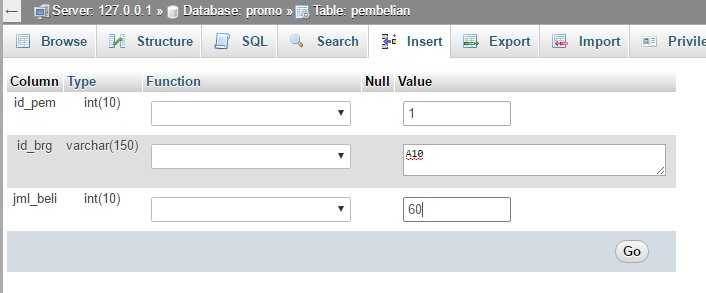 ← Server: 127.0.0.1 » Database: promo » Table: pembelian
Browse Structure SQL Search Insert Export Import Privile
Column Type Function Null Value
id_pem int(10) 1
id_brg varchar(150) A10
jml_beli int(10) 60
Go